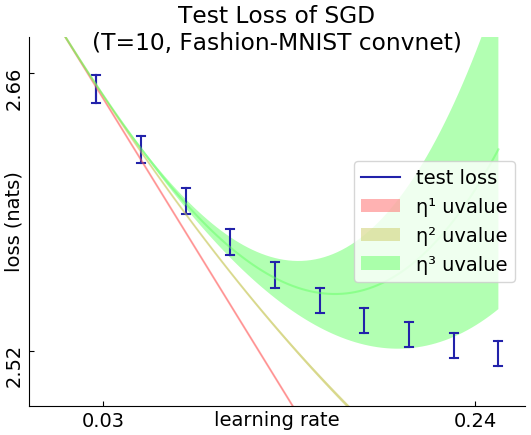 Test Loss of SGD
(T=10, Fashion-MNIST convnet)
2.66
loss (nats)
2.52
test loss
η¹ uvalue
η² uvalue
η³ uvalue
0.03
learning rate
0.24